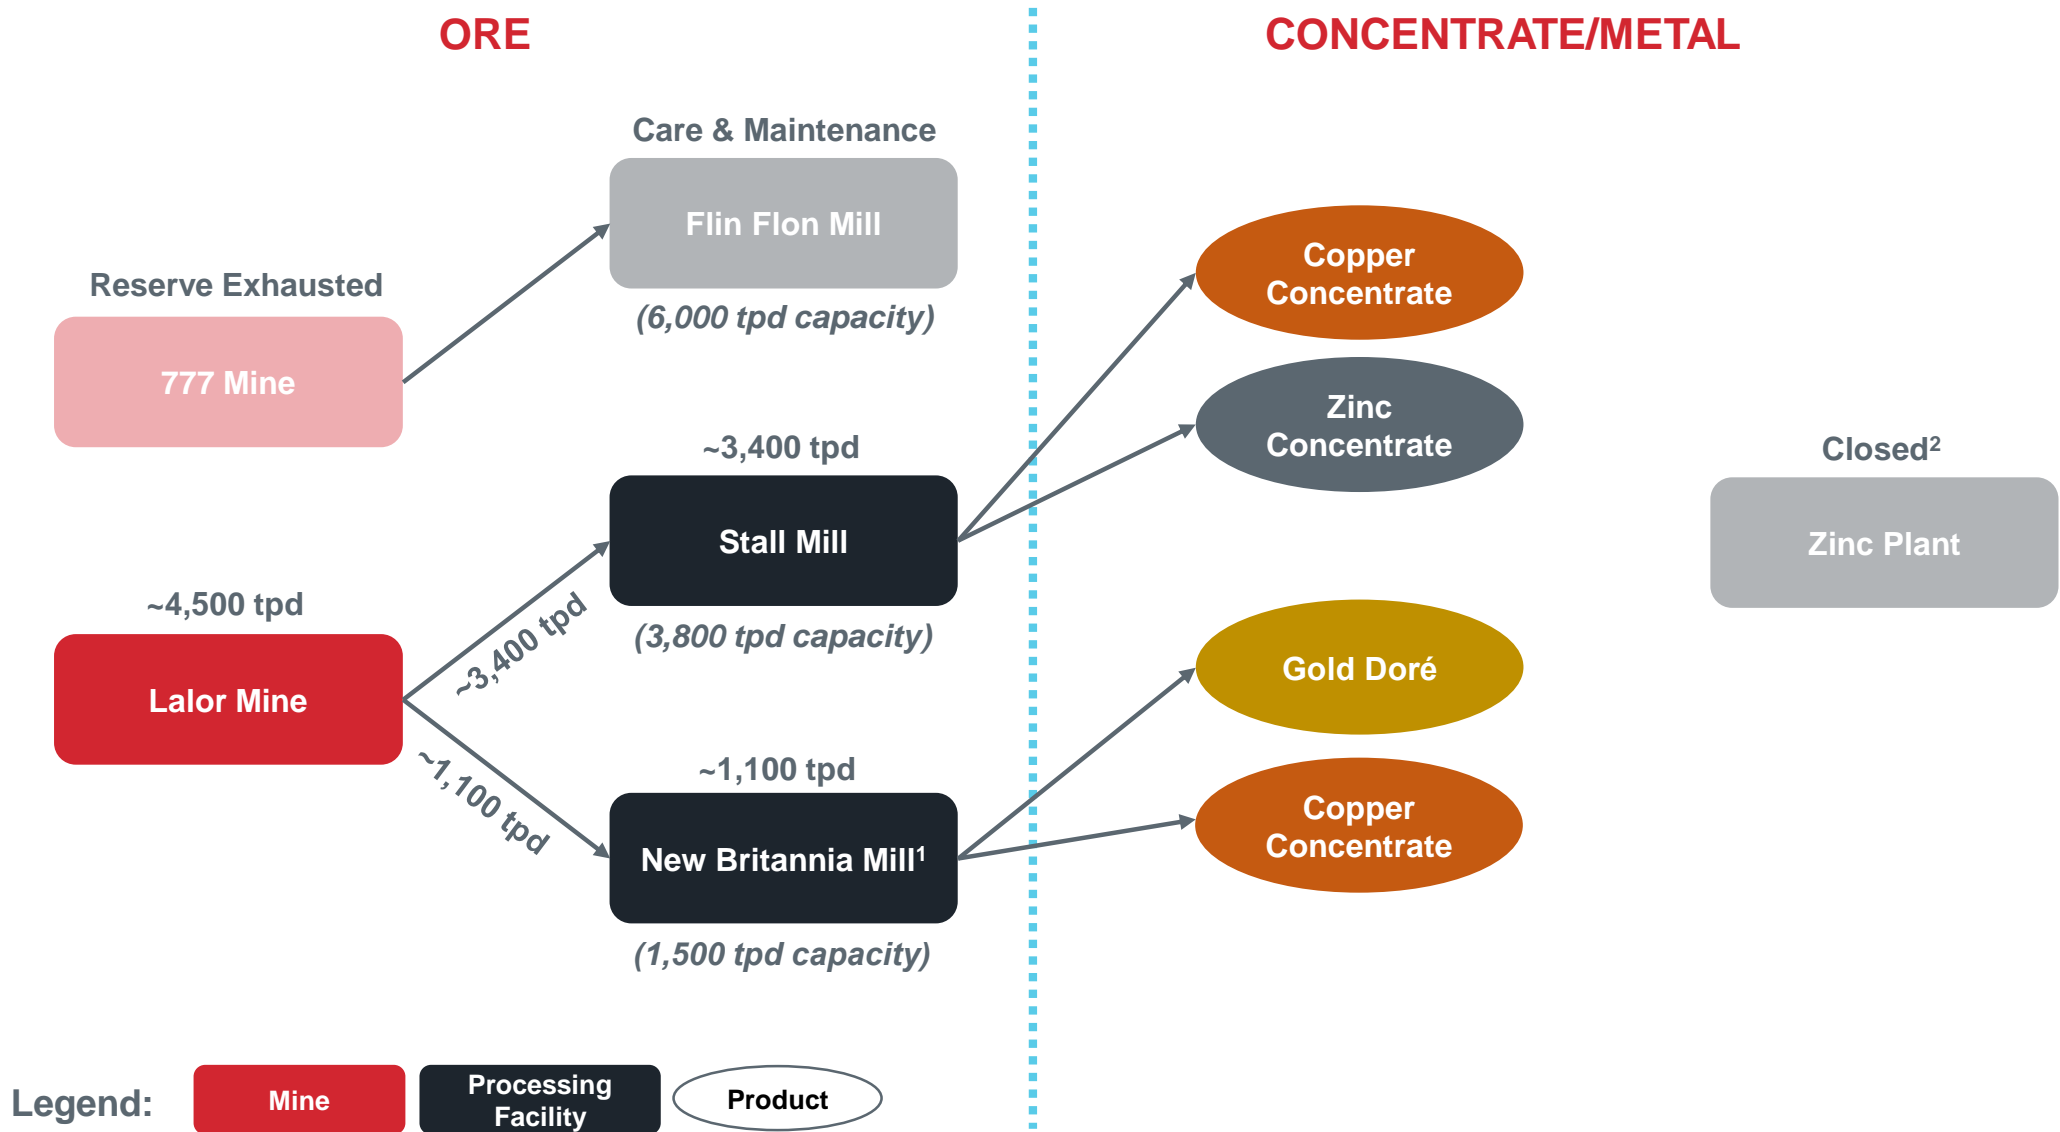 ORE
CONCENTRATE/METAL
Care & Maintenance
Flin Flon Mill
(6,000 tpd capacity)
Reserve Exhausted
777 Mine
~3,400 tpd
Stall Mill
(3,800 tpd capacity)
~4,500 tpd
Lalor Mine
~3,400 tpd
~1,100 tpd
~1,100 tpd
New Britannia Mill¹
(1,500 tpd capacity)
Copper
Concentrate
Zinc
Concentrate
Gold Doré
Copper
Concentrate
Closed²
Zinc Plant
Legend:
Mine
Processing
Facility
Product